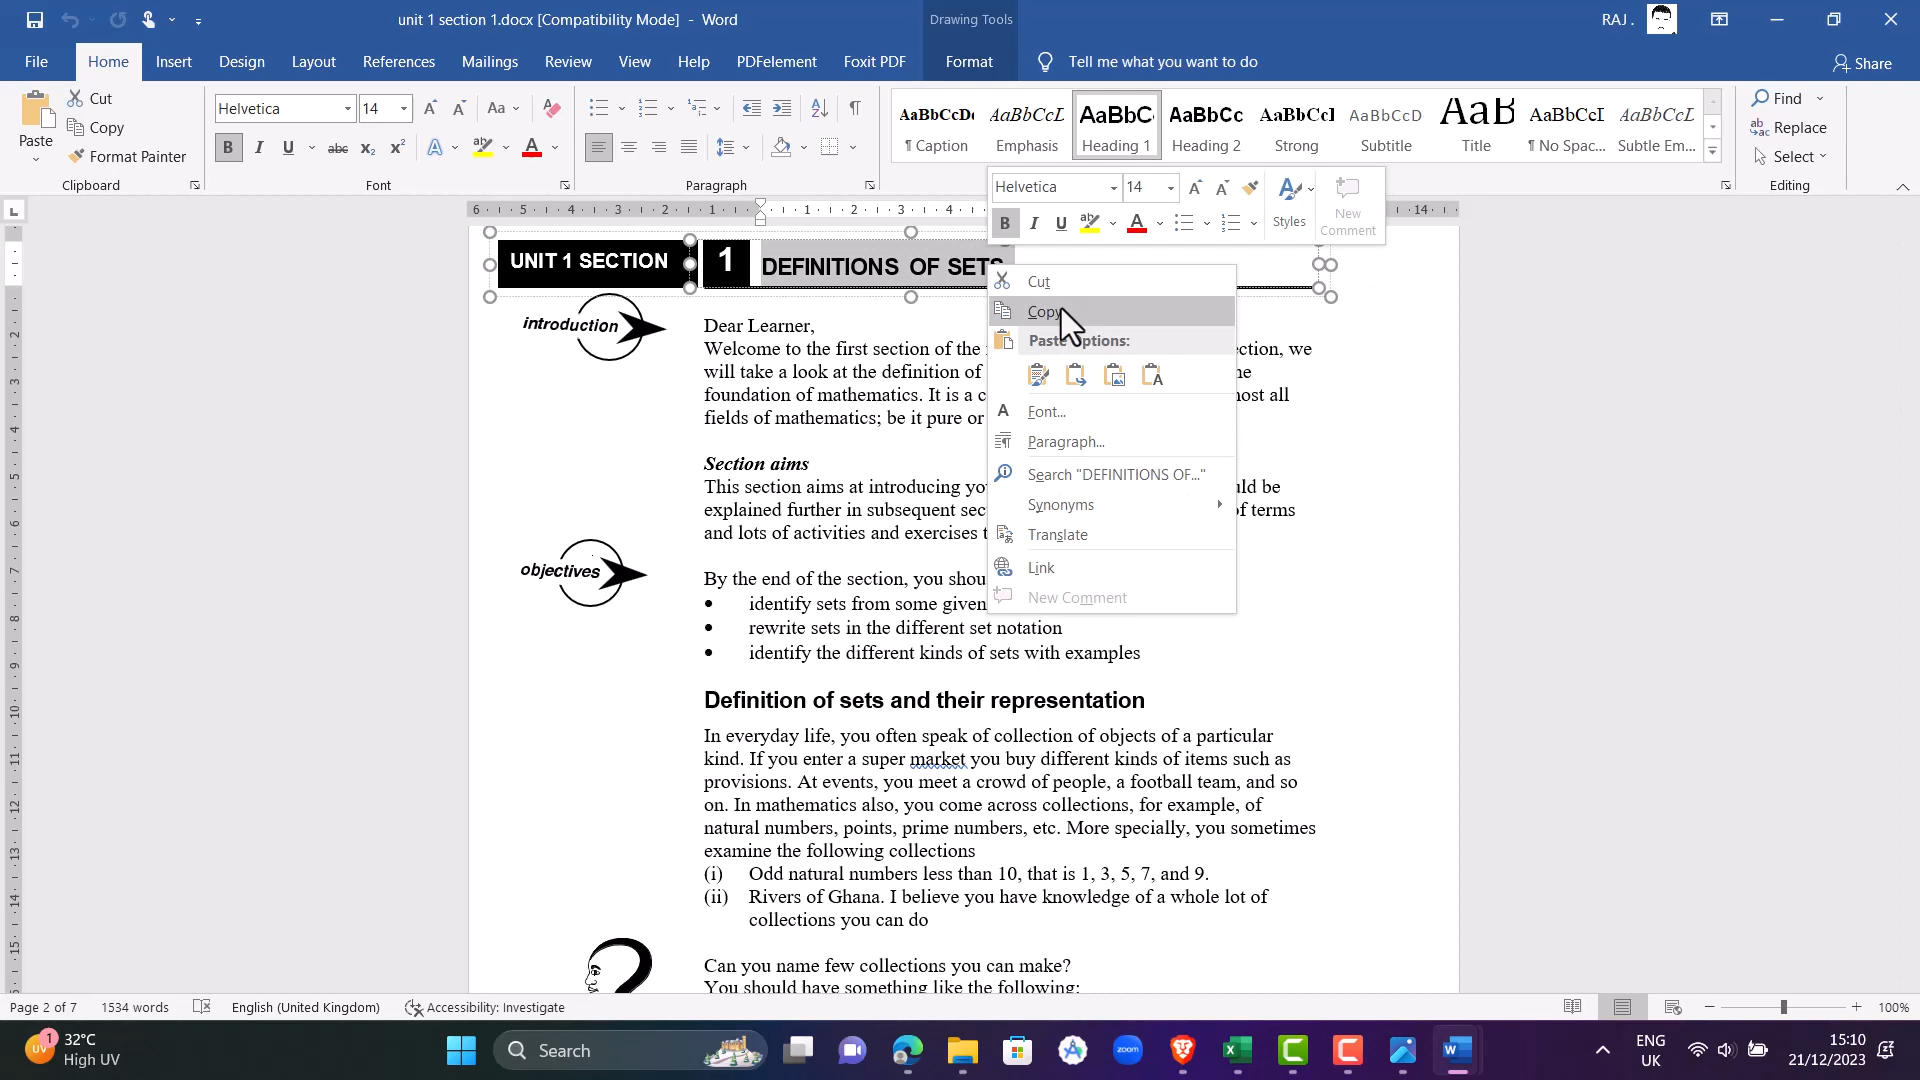 unit 1 section 1.docx [Compatibility Mode] - Word
Drawing Tools
RAJ .
File Home Insert Design Layout References Mailings Review View Help PDFelement Foxit PDF Format Tell me what you want to do Share
Paste
Cut
Copy
Format Painter
Clipboard
Helvetica 14
Font
Paragraph
AaBbCcDc AaBbCcL AaBbC AaBbCc AaBbCcI AaBbCcD AaB AaBbCcI AaBbCcL
¶ Caption Emphasis Heading 1 Heading 2 Strong Subtitle Title ¶ No Spac... Subtle Em...
Find
Replace
Select
Editing
Helvetica 14
Styles
New Comment
UNIT 1 SECTION 1 DEFINITIONS OF SETS
Cut
Copy
Paste Options:
Font...
Paragraph...
Search "DEFINITIONS OF..."
Synonyms
Translate
Link
New Comment
introduction
Dear Learner,
Welcome to the first section of the ction, we
will take a look at the definition of ne
foundation of mathematics. It is a c nost all
fields of mathematics; be it pure or
Section aims
This section aims at introducing yo uld be
explained further in subsequent sec of terms
and lots of activities and exercises t
objectives
By the end of the section, you shou
• identify sets from some given
• rewrite sets in the different set notation
• identify the different kinds of sets with examples
Definition of sets and their representation
In everyday life, you often speak of collection of objects of a particular
kind. If you enter a super market you buy different kinds of items such as
provisions. At events, you meet a crowd of people, a football team, and so
on. In mathematics also, you come across collections, for example, of
natural numbers, points, prime numbers, etc. More specially, you sometimes
examine the following collections
(i) Odd natural numbers less than 10, that is 1, 3, 5, 7, and 9.
(ii) Rivers of Ghana. I believe you have knowledge of a whole lot of
collections you can do
Can you name few collections you can make?
You should have something like the following:
Page 2 of 7 1534 words English (United Kingdom) Accessibility: Investigate 100%
32°C
High UV
Search
zoom
ENG
UK
15:10
21/12/2023